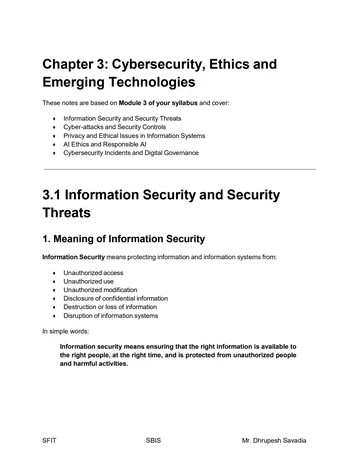 Chapter 3: Cybersecurity, Ethics and
Emerging Technologies
These notes are based on Module 3 of your syllabus and cover:
Information Security and Security Threats
Cyber-attacks and Security Controls
Privacy and Ethical Issues in Information Systems
AI Ethics and Responsible AI
Cybersecurity Incidents and Digital Governance
3.1 Information Security and Security
Threats
1. Meaning of Information Security
Information Security means protecting information and information systems from:
Unauthorized access
Unauthorized use
Unauthorized modification
Disclosure of confidential information
Destruction or loss of information
Disruption of information systems
In simple words:
Information security means ensuring that the right information is available to
the right people, at the right time, and is protected from unauthorized people
and harmful activities.
SFIT SBIS Mr. Dhrupesh Savadia